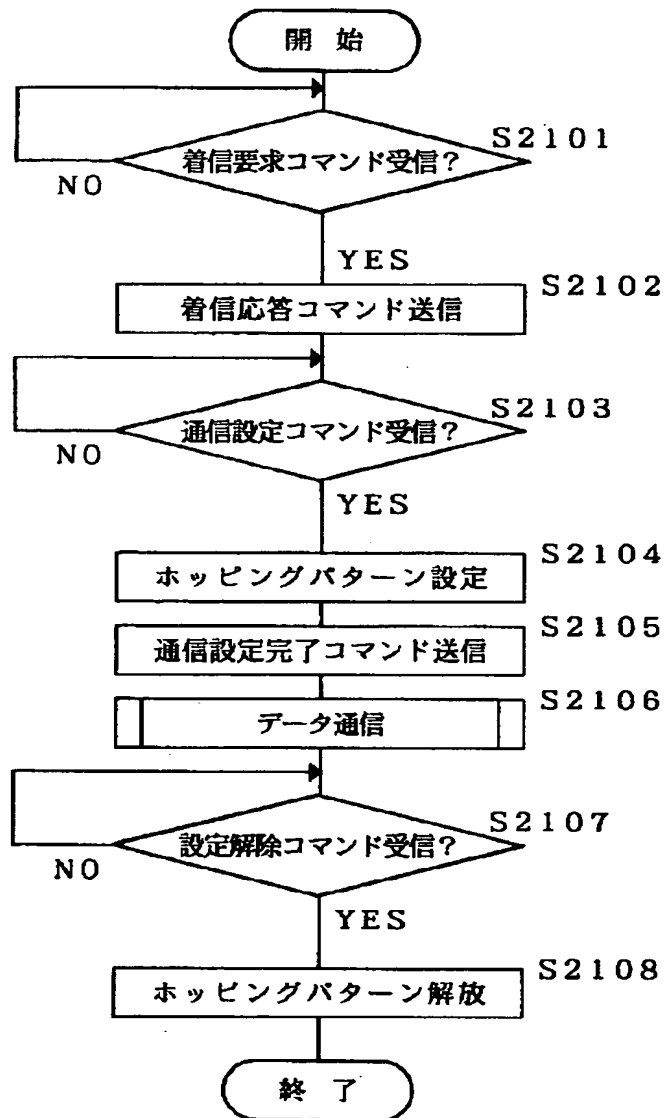 開始
S2101
着信要求コマンド受信?
NO
YES
S2102
着信応答コマンド送信
S2103
通信設定コマンド受信?
NO
YES
S2104
ホッピングパターン設定
S2105
通信設定完了コマンド送信
S2106
データ通信
S2107
設定解除コマンド受信?
NO
YES
S2108
ホッピングパターン解放
終了